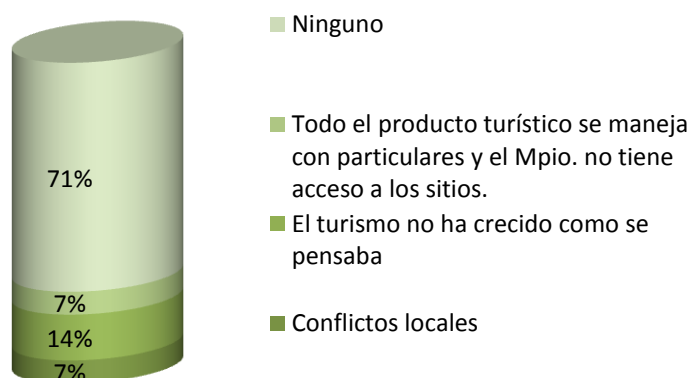 Ninguno
71%
Todo el producto turístico se maneja
con particulares y el Mpio. no tiene
acceso a los sitios.
El turismo no ha crecido como se
pensaba
7%
14%
Conflictos locales
7%